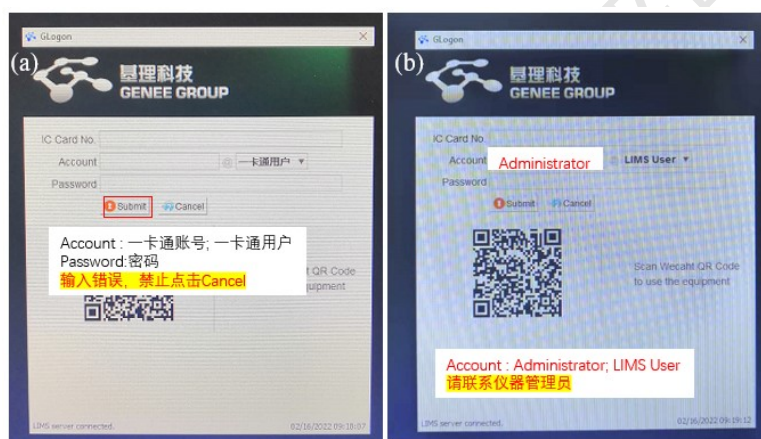 (a)
GLogon
基理科技
GENEE GROUP
IC Card No.
Account
一卡通用户
Password
Submit
Cancel
Account : 一卡通账号; 一卡通用户
Password:密码
输入错误，禁止点击Cancel
QR Code
equipment
LIMS server connected.
02/16/2022 09:18:07
(b)
GLogon
基理科技
GENEE GROUP
IC Card No
Account
Administrator
LIMS User
Password
Submit
Cancel
Scan Wecaht QR Code
to use the equipment
Account : Administrator; LIMS User
请联系仪器管理员
LIMS server connected.
02/16/2022 09:19:12